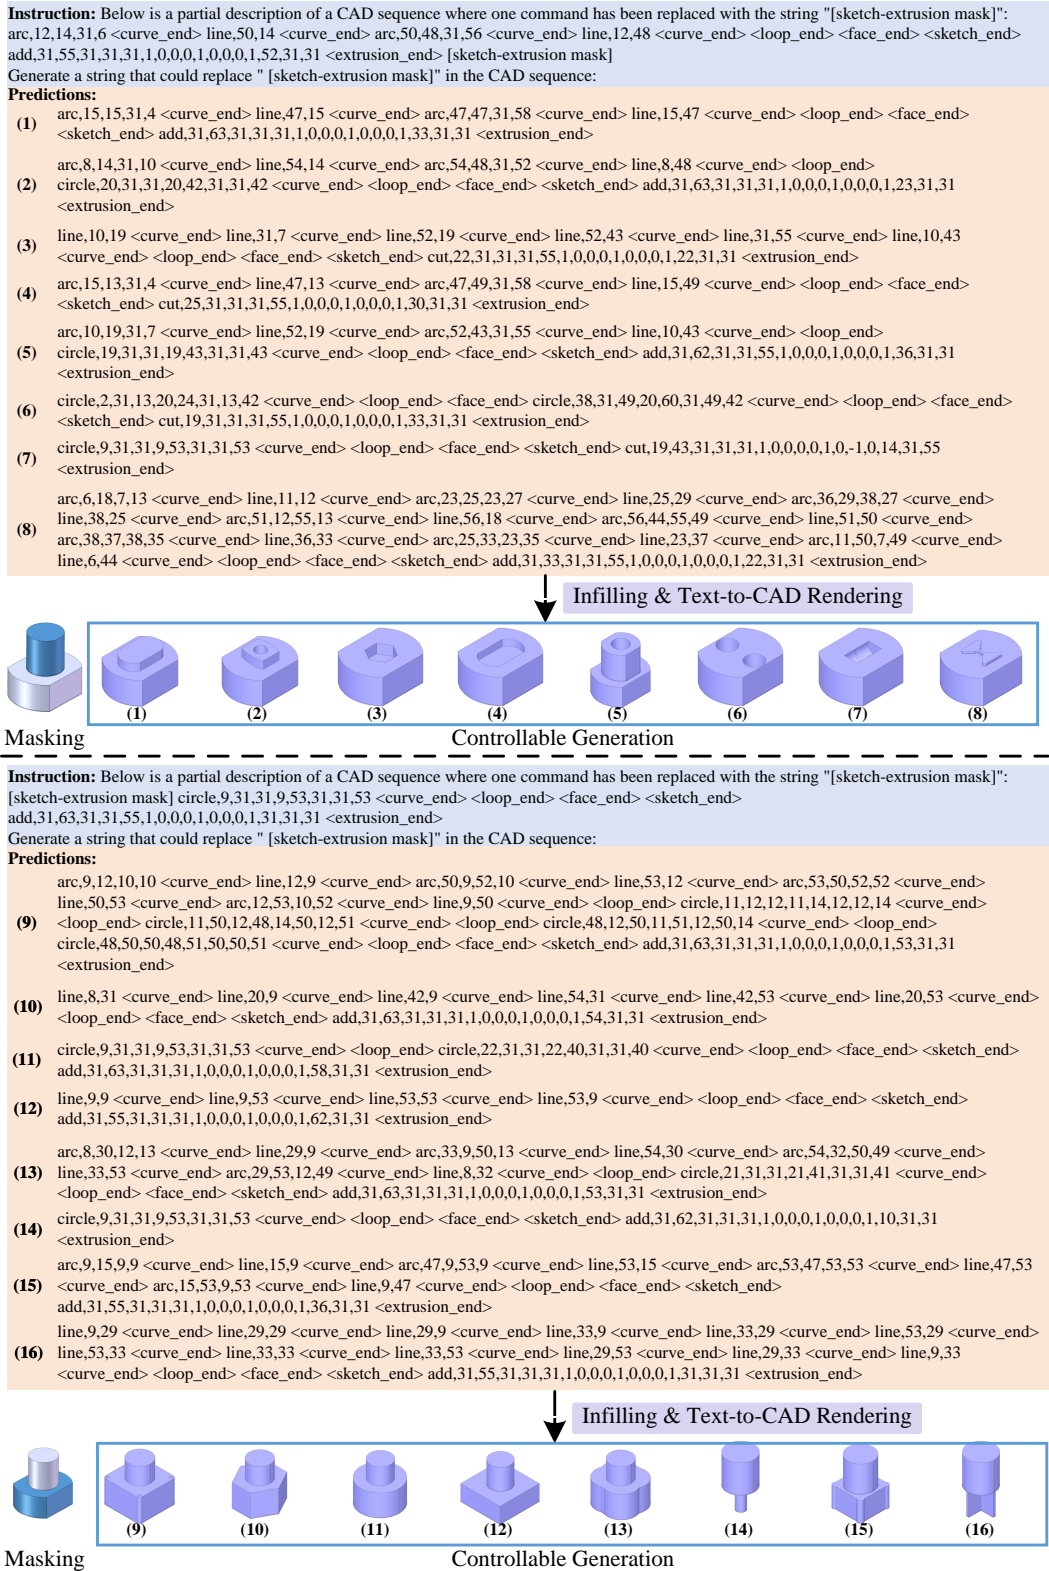 Instruction: Below is a partial description of a CAD sequence where one command has been replaced with the string "[sketch-extrusion mask]":
arc,12,14,31,6 <curve_end> line,50,14 <curve_end> arc,50,48,31,56 <curve_end> line,12,48 <curve_end> <loop_end> <face_end> <sketch_end>
add,31,55,31,31,31,1,0,0,0,1,0,0,0,1,52,31,31 <extrusion_end> [sketch-extrusion mask]
Generate a string that could replace " [sketch-extrusion mask]" in the CAD sequence:
Predictions:
(1) arc,15,15,31,4 <curve_end> line,47,15 <curve_end> arc,47,47,31,58 <curve_end> line,15,47 <curve_end> <loop_end> <face_end>
<sketch_end> add,31,63,31,31,31,1,0,0,0,1,0,0,0,1,33,31,31 <extrusion_end>
(2) arc,8,14,31,10 <curve_end> line,54,14 <curve_end> arc,54,48,31,52 <curve_end> line,8,48 <curve_end> <loop_end>
circle,20,31,31,20,42,31,31,42 <curve_end> <loop_end> <face_end> <sketch_end> add,31,63,31,31,31,1,0,0,0,1,0,0,0,1,23,31,31
<extrusion_end>
(3) line,10,19 <curve_end> line,31,7 <curve_end> line,52,19 <curve_end> line,52,43 <curve_end> line,31,55 <curve_end> line,10,43
<curve_end> <loop_end> <face_end> <sketch_end> cut,22,31,31,31,55,1,0,0,0,1,0,0,0,1,22,31,31 <extrusion_end>
(4) arc,15,13,31,4 <curve_end> line,47,13 <curve_end> arc,47,49,31,58 <curve_end> line,15,49 <curve_end> <loop_end> <face_end>
<sketch_end> cut,25,31,31,31,55,1,0,0,0,1,0,0,0,1,30,31,31 <extrusion_end>
(5) arc,10,19,31,7 <curve_end> line,52,19 <curve_end> arc,52,43,31,55 <curve_end> line,10,43 <curve_end> <loop_end>
circle,19,31,31,19,43,31,31,43 <curve_end> <loop_end> <face_end> <sketch_end> add,31,62,31,31,55,1,0,0,0,1,0,0,0,1,36,31,31
<extrusion_end>
(6) circle,2,31,13,20,24,31,13,42 <curve_end> <loop_end> <face_end> circle,38,31,49,20,60,31,49,42 <curve_end> <loop_end> <face_end>
<sketch_end> cut,19,31,31,31,55,1,0,0,0,1,0,0,0,1,33,31,31 <extrusion_end>
(7) circle,9,31,31,9,53,31,31,53 <curve_end> <loop_end> <face_end> <sketch_end> cut,19,43,31,31,31,1,0,0,0,0,1,0,-1,0,14,31,55
<extrusion_end>
(8) arc,6,18,7,13 <curve_end> line,11,12 <curve_end> arc,23,25,23,27 <curve_end> line,25,29 <curve_end> arc,36,29,38,27 <curve_end>
line,38,25 <curve_end> arc,51,12,55,13 <curve_end> line,56,18 <curve_end> arc,56,44,55,49 <curve_end> line,51,50 <curve_end>
arc,38,37,38,35 <curve_end> line,36,33 <curve_end> arc,25,33,23,35 <curve_end> line,23,37 <curve_end> arc,11,50,7,49 <curve_end>
line,6,44 <curve_end> <loop_end> <face_end> <sketch_end> add,31,33,31,31,55,1,0,0,0,1,0,0,0,1,22,31,31 <extrusion_end>
Infilling & Text-to-CAD Rendering
(1) (2) (3) (4) (5) (6) (7) (8)
Masking Controllable Generation
Instruction: Below is a partial description of a CAD sequence where one command has been replaced with the string "[sketch-extrusion mask]":
[sketch-extrusion mask] circle,9,31,31,9,53,31,31,53 <curve_end> <loop_end> <face_end> <sketch_end>
add,31,63,31,31,55,1,0,0,0,1,0,0,0,1,31,31,31 <extrusion_end>
Generate a string that could replace " [sketch-extrusion mask]" in the CAD sequence:
Predictions:
(9) arc,9,12,10,10 <curve_end> line,12,9 <curve_end> arc,50,9,52,10 <curve_end> line,53,12 <curve_end> arc,53,50,52,52 <curve_end>
line,50,53 <curve_end> arc,12,53,10,52 <curve_end> line,9,50 <curve_end> <loop_end> circle,11,12,12,11,14,12,12,14 <curve_end>
<loop_end> circle,11,50,12,48,14,50,12,51 <curve_end> <loop_end> circle,48,12,50,11,51,12,50,14 <curve_end> <loop_end>
circle,48,50,50,48,51,50,50,51 <curve_end> <loop_end> <face_end> <sketch_end> add,31,63,31,31,31,1,0,0,0,1,0,0,0,1,53,31,31
<extrusion_end>
(10) line,8,31 <curve_end> line,20,9 <curve_end> line,42,9 <curve_end> line,54,31 <curve_end> line,42,53 <curve_end> line,20,53 <curve_end>
<loop_end> <face_end> <sketch_end> add,31,63,31,31,31,1,0,0,0,1,0,0,0,1,54,31,31 <extrusion_end>
(11) circle,9,31,31,9,53,31,31,53 <curve_end> <loop_end> circle,22,31,31,22,40,31,31,40 <curve_end> <loop_end> <face_end> <sketch_end>
add,31,63,31,31,31,1,0,0,0,1,0,0,0,1,58,31,31 <extrusion_end>
(12) line,9,9 <curve_end> line,9,53 <curve_end> line,53,53 <curve_end> line,53,9 <curve_end> <loop_end> <face_end> <sketch_end>
add,31,55,31,31,31,1,0,0,0,1,0,0,0,1,62,31,31 <extrusion_end>
(13) arc,8,30,12,13 <curve_end> line,29,9 <curve_end> arc,33,9,50,13 <curve_end> line,54,30 <curve_end> arc,54,32,50,49 <curve_end>
line,33,53 <curve_end> arc,29,53,12,49 <curve_end> line,8,32 <curve_end> <loop_end> circle,21,31,31,21,41,31,31,41 <curve_end>
<loop_end> <face_end> <sketch_end> add,31,63,31,31,31,1,0,0,0,1,0,0,0,1,53,31,31 <extrusion_end>
(14) circle,9,31,31,9,53,31,31,53 <curve_end> <loop_end> <face_end> <sketch_end> add,31,62,31,31,31,1,0,0,0,1,0,0,0,1,10,31,31
<extrusion_end>
(15) arc,9,15,9,9 <curve_end> line,15,9 <curve_end> arc,47,9,53,9 <curve_end> line,53,15 <curve_end> arc,53,47,53,53 <curve_end> line,47,53
<curve_end> arc,15,53,9,53 <curve_end> line,9,47 <curve_end> <loop_end> <face_end> <sketch_end>
add,31,55,31,31,31,1,0,0,0,1,0,0,0,1,36,31,31 <extrusion_end>
(16) line,9,29 <curve_end> line,29,29 <curve_end> line,29,9 <curve_end> line,33,9 <curve_end> line,33,29 <curve_end> line,53,29 <curve_end>
line,53,33 <curve_end> line,33,33 <curve_end> line,33,53 <curve_end> line,29,53 <curve_end> line,29,33 <curve_end> line,9,33
<curve_end> <loop_end> <face_end> <sketch_end> add,31,55,31,31,31,1,0,0,0,1,0,0,0,1,31,31,31 <extrusion_end>
Infilling & Text-to-CAD Rendering
(9) (10) (11) (12) (13) (14) (15) (16)
Masking Controllable Generation